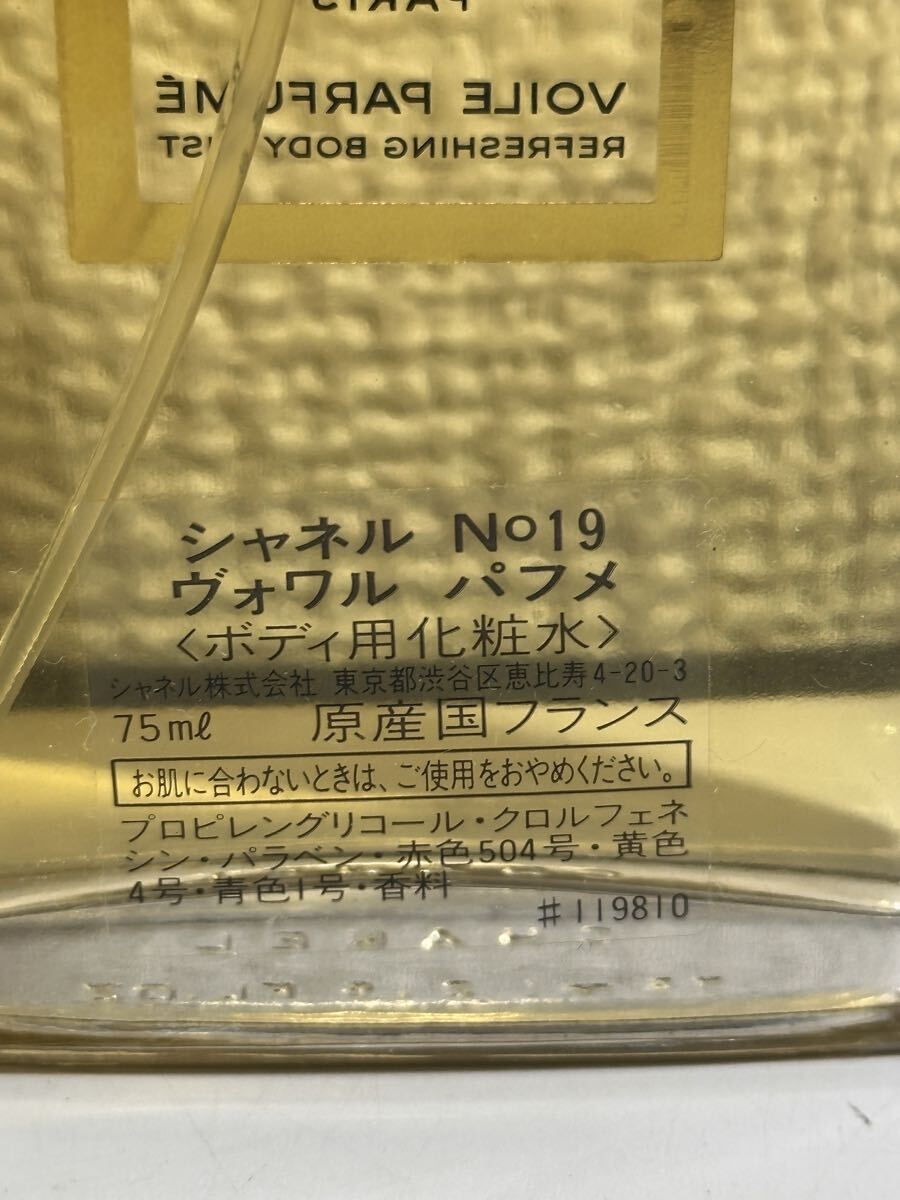 PARIS
VOILE PARFUMÉ
REFRESHING BODY MIST
シャネル No19
ヴォワル パフメ
〈ボディ用化粧水〉
シャネル株式会社 東京都渋谷区恵比寿4-20-3
75ml 原産国フランス
お肌に合わないときは、ご使用をおやめください。
プロピレングリコール・クロルフェネ
シン・パラベン・赤色504号・黄色
4号・青色1号・香料
#119810